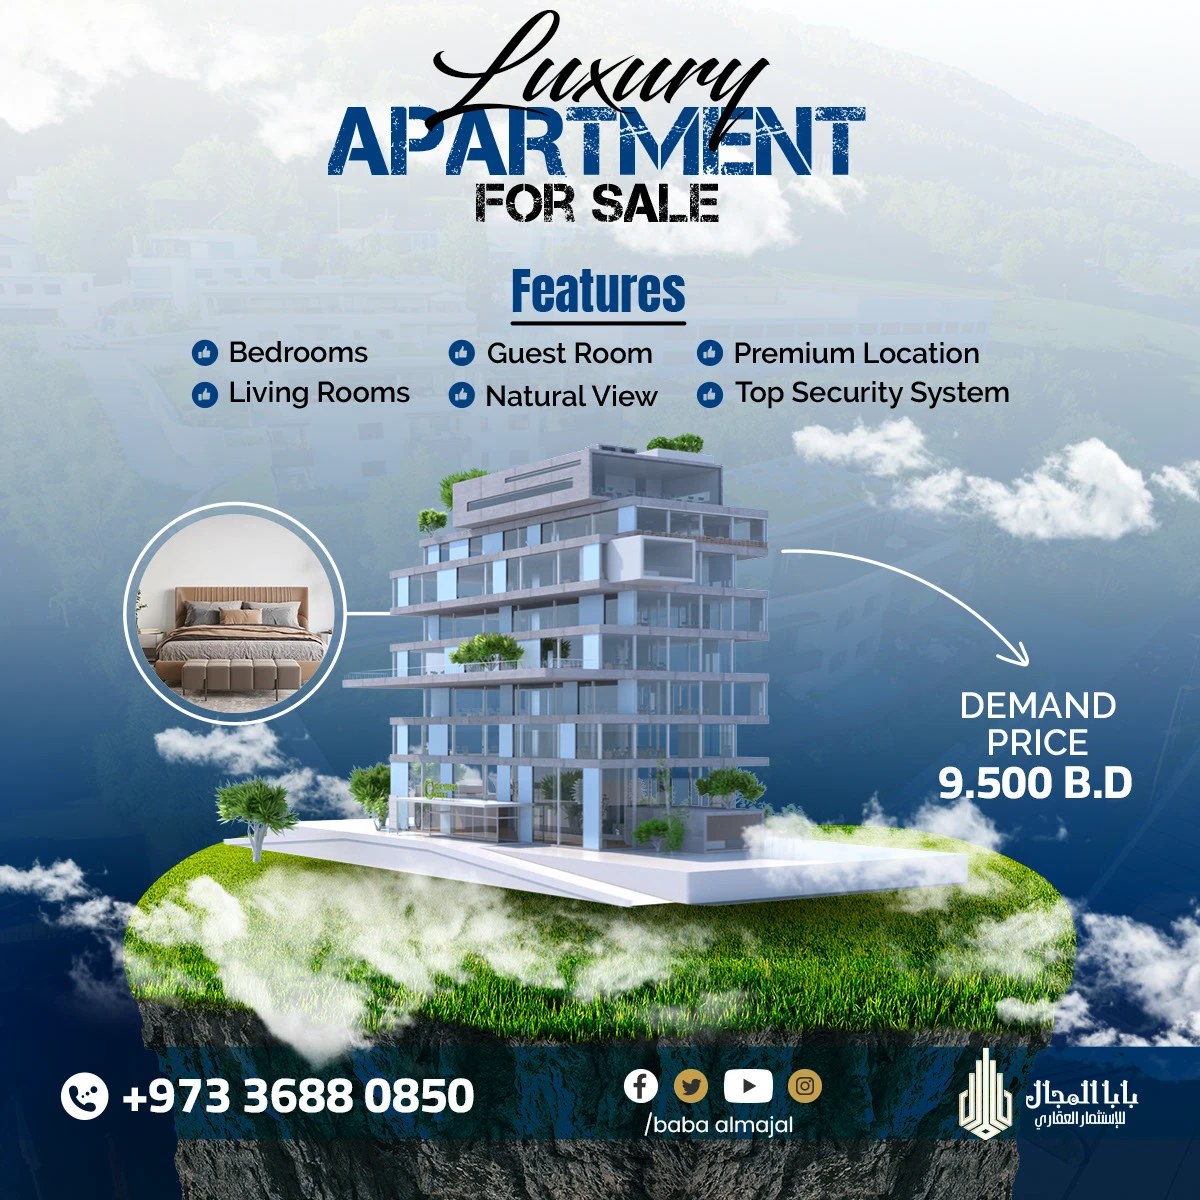 Luxury
APARTMENT
FOR SALE
Features
Bedrooms
Guest Room
Premium Location
Living Rooms
Natural View
Top Security System
DEMAND
PRICE
9.500 B.D
+973 3688 0850
/baba almajal
بابا المجال
للإستثمار العقاري